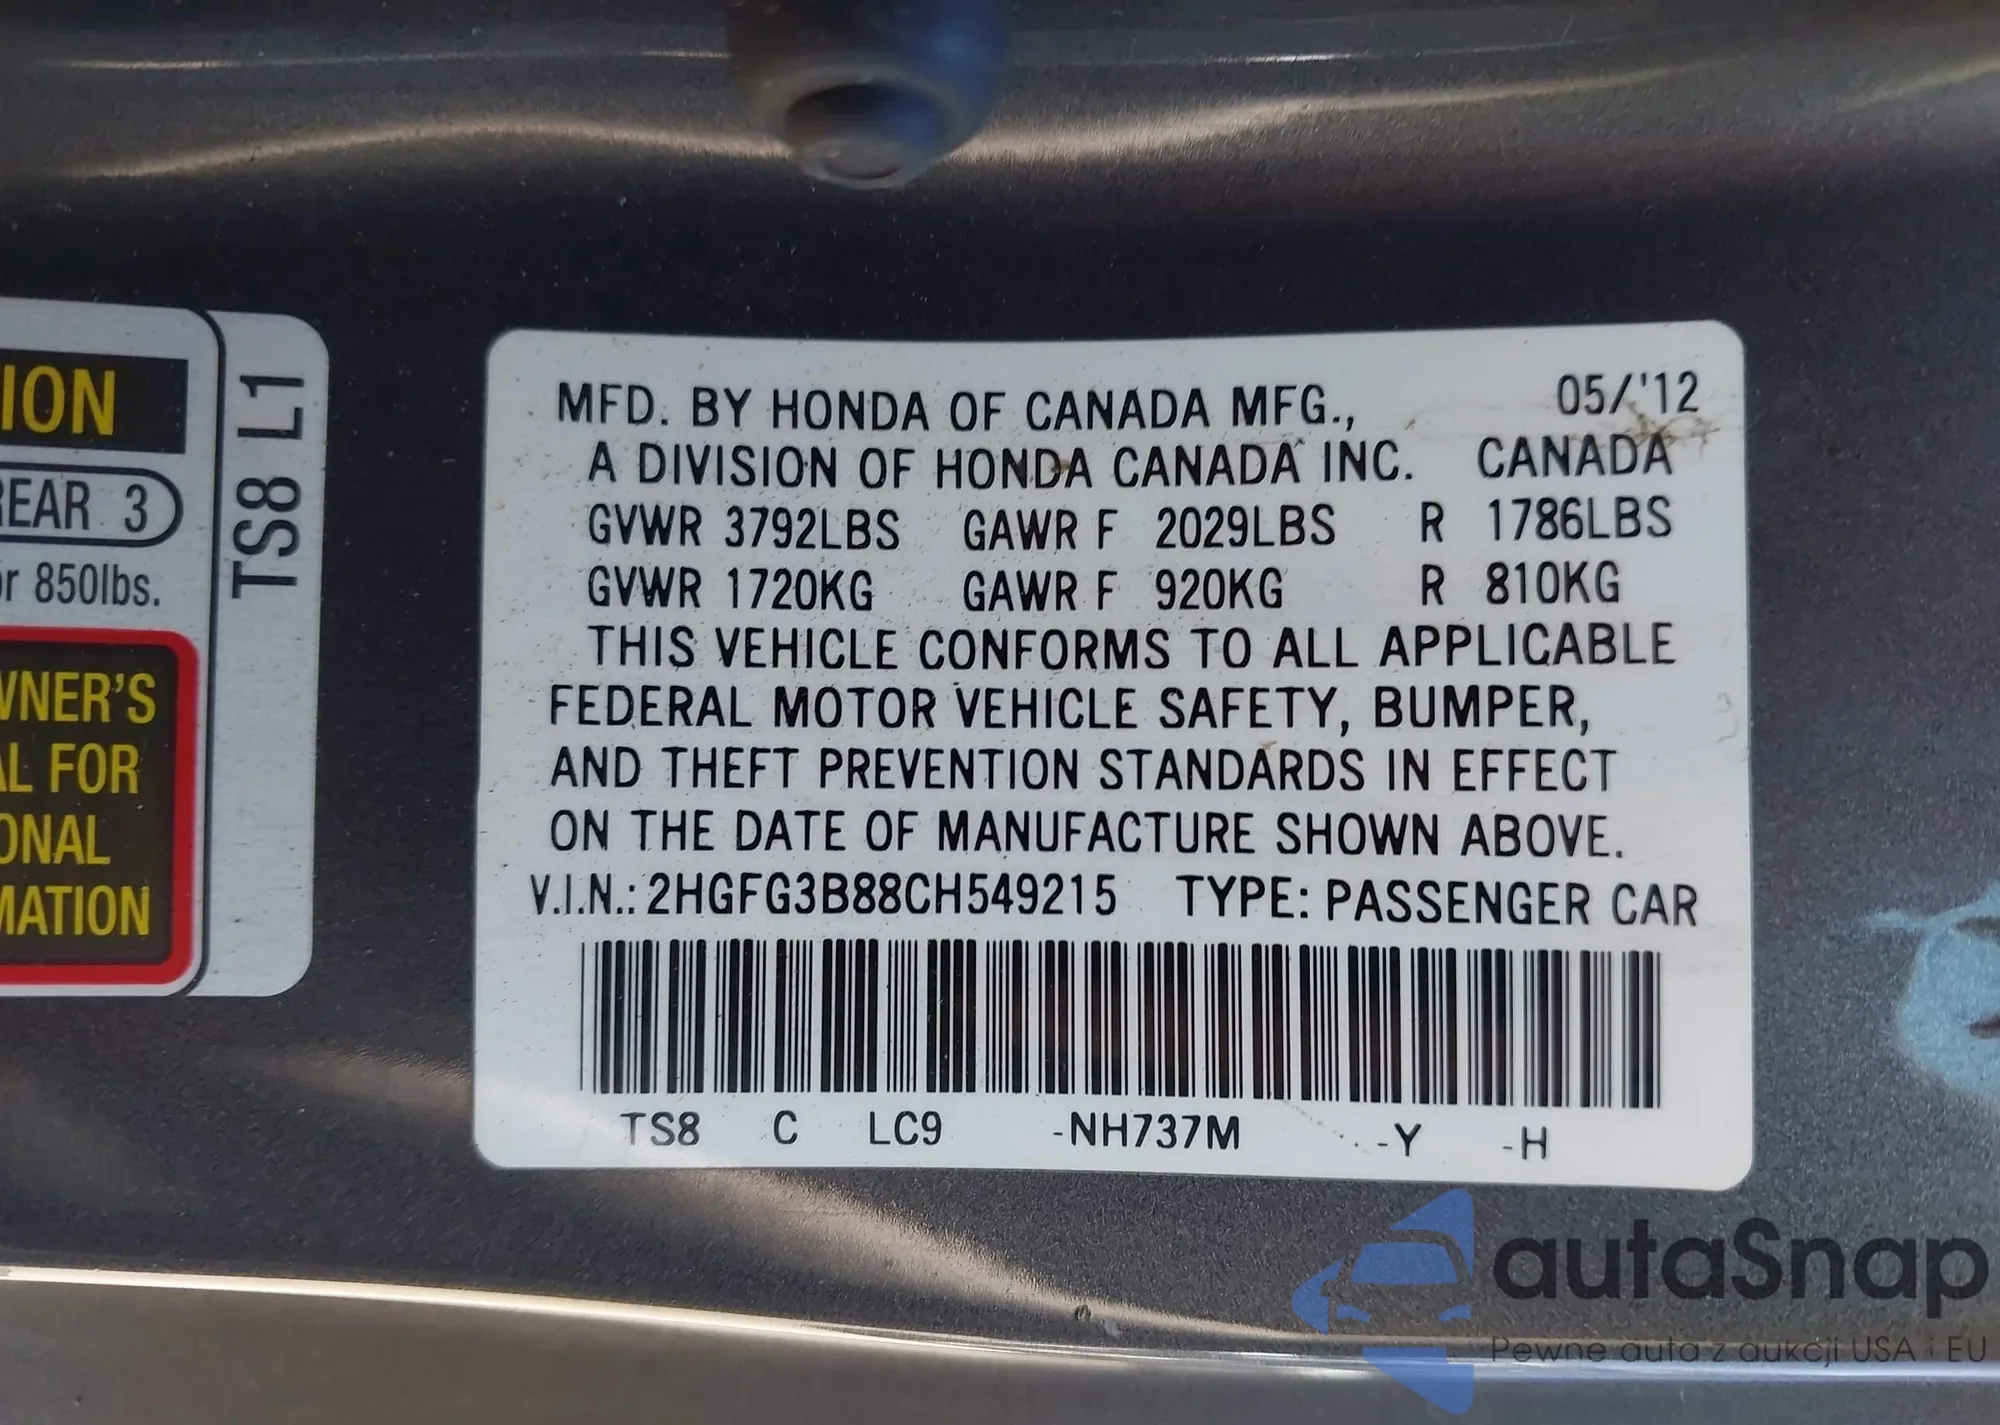 ION
REAR 3
or 850lbs.
WNER'S
AL FOR
ONAL
MATION
TS8 L1
MFD. BY HONDA OF CANADA MFG., 05/'12
A DIVISION OF HONDA CANADA INC. CANADA
GVWR 3792LBS GAWR F 2029LBS R 1786LBS
GVWR 1720KG GAWR F 920KG R 810KG
THIS VEHICLE CONFORMS TO ALL APPLICABLE
FEDERAL MOTOR VEHICLE SAFETY, BUMPER,
AND THEFT PREVENTION STANDARDS IN EFFECT
ON THE DATE OF MANUFACTURE SHOWN ABOVE.
V.I.N.: 2HGFG3B88CH549215 TYPE: PASSENGER CAR
TS8 C LC9 -NH737M -Y -H
autaSnap
Pewne auta z aukcji USA i EU